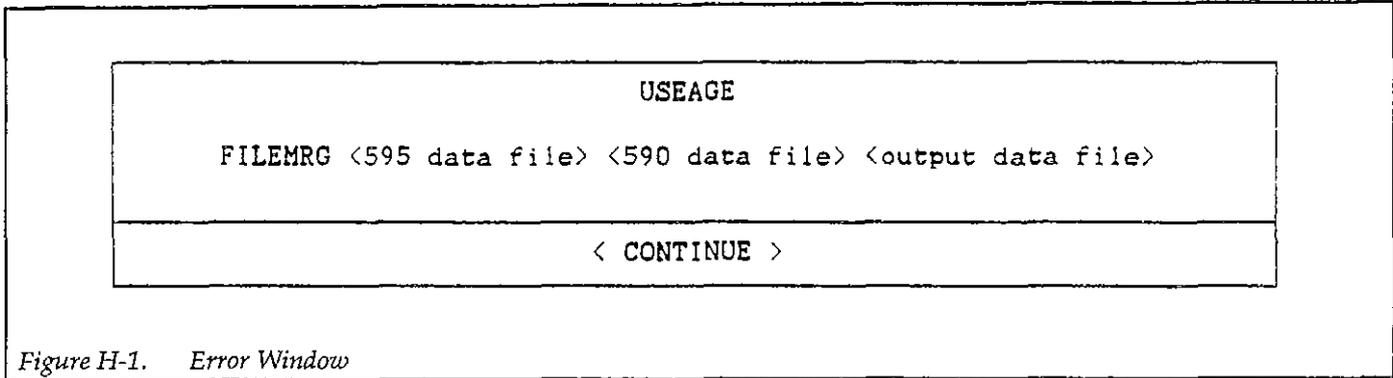 USEAGE
FILEMRG <595 data file> <590 data file> <output data file>
< CONTINUE >
Figure H-1. Error Window